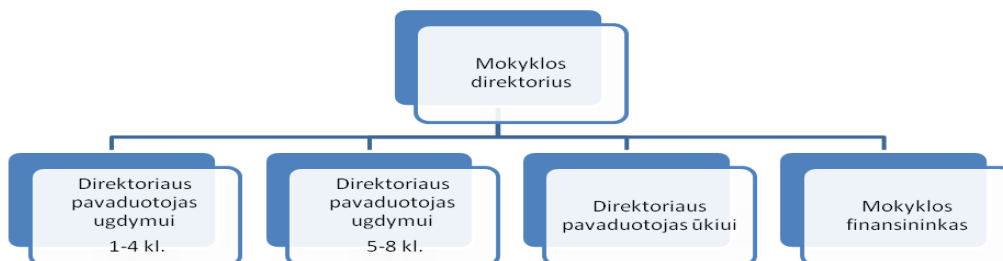 Mokyklos
direktorius
Direktoriaus
pavaduotojas
ugdymui
1-4 kl.
Direktoriaus
pavaduotojas
ugdymui
5-8 kl.
Direktoriaus
pavaduotojas ūkiui
Mokyklos
finansininkas